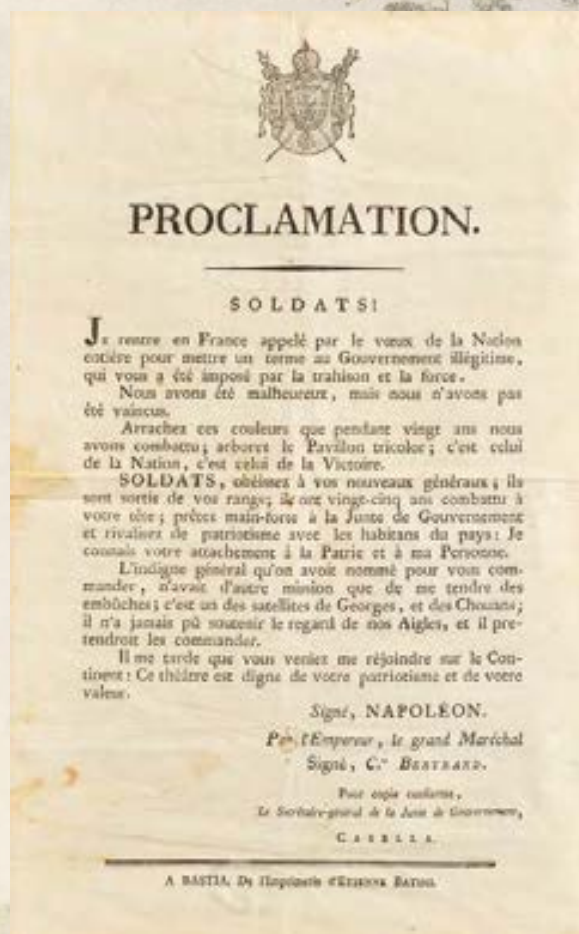 PROCLAMATION.
SOLDATS!
Je rentre en France appelé par le vœux de la Nation
entière pour mettre un terme au Gouvernement illégitime,
qui vous a été imposé par la trahison et la force.
Nous avons été malheureux, mais nous n'avons pas
été vaincus.
Arrachez ces couleurs que pendant vingt ans nous
avons combattu; arborez le Pavillon tricolor; c'est celui
de la Nation, c'est celui de la Victoire.
SOLDATS, obéissez à vos nouveaux généraux; ils
sont sortis de vos rangs; ils ont vingt-cinq ans combattu à
votre tête; prêtez main-forte à la Junte de Gouvernement
et rivalisez de patriotisme avec les habitans du pays: Je
connais votre attachement à la Patrie et à ma Personne.
L'indigne général qu'on avoit nommé pour vous com-
mander, n'avait d'autre mission que de me tendre des
embûches; c'est un des satellites de Georges, et des Chouans;
il n'a jamais pû soutenir le regard de nos Aigles, et il pre-
tendroit les commander.
Il me tarde que vous veniez me réjoindre sur le Con-
tinent: Ce théâtre est digne de votre patriotisme et de votre
valeur.
Signé, NAPOLÉON.
Par l'Empereur, le grand Maréchal
Signé, C.te BERTRAND.
Pour copie conforme,
Le Secrétaire-général de la Junte de Gouvernement,
CASELLA.
A BASTIA, De l'Imprimerie d'ETIENNE BATINI.